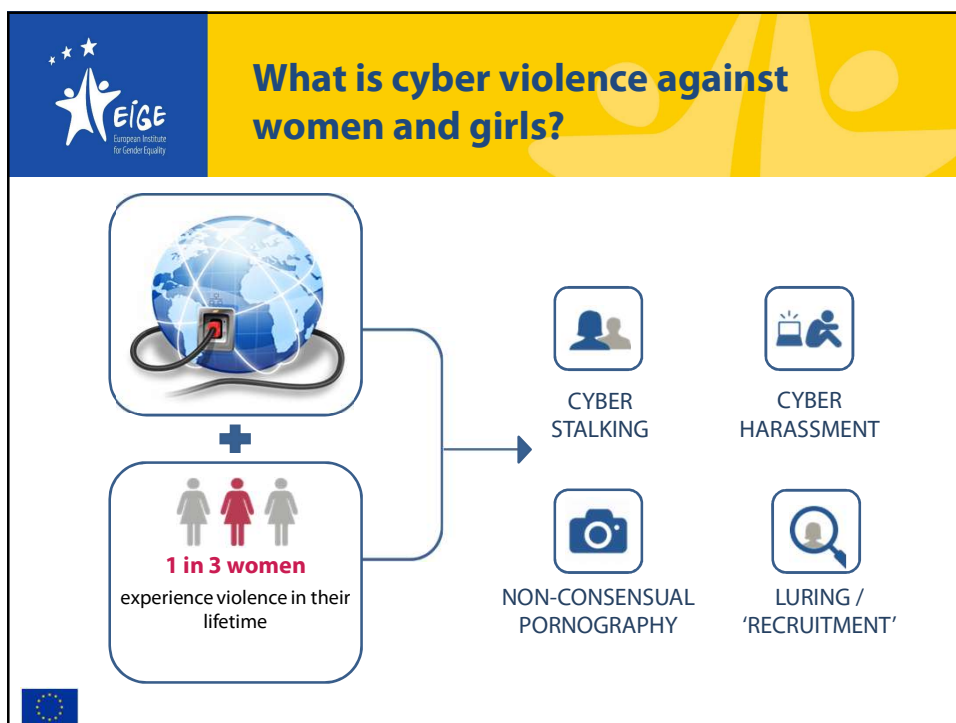 EIGE
European Institute
for Gender Equality
What is cyber violence against
women and girls?
1 in 3 women
experience violence in their
lifetime
CYBER
STALKING
CYBER
HARASSMENT
NON-CONSENSUAL
PORNOGRAPHY
LURING /
‘RECRUITMENT’